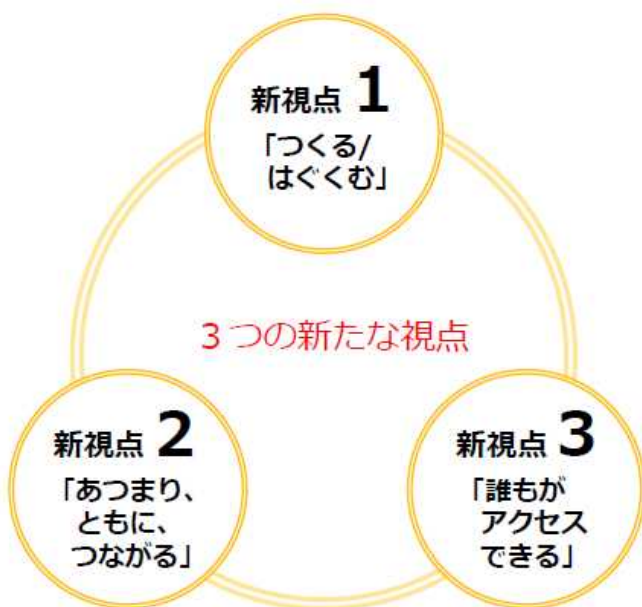 新視点 1
「つくる/
はぐくむ」
３つの新たな視点
新視点 2
「あつまり、
ともに、
つながる」
新視点 3
「誰もが
アクセス
できる」